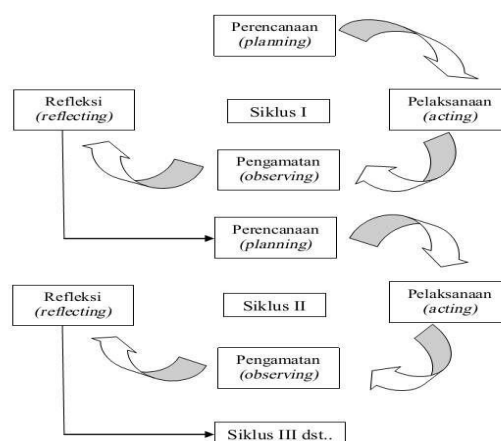 Perencanaan
(planning)
Refleksi
(reflecting)
Siklus I
Pelaksanaan
(acting)
Pengamatan
(observing)
Perencanaan
(planning)
Refleksi
(reflecting)
Siklus II
Pelaksanaan
(acting)
Pengamatan
(observing)
Siklus III dst..